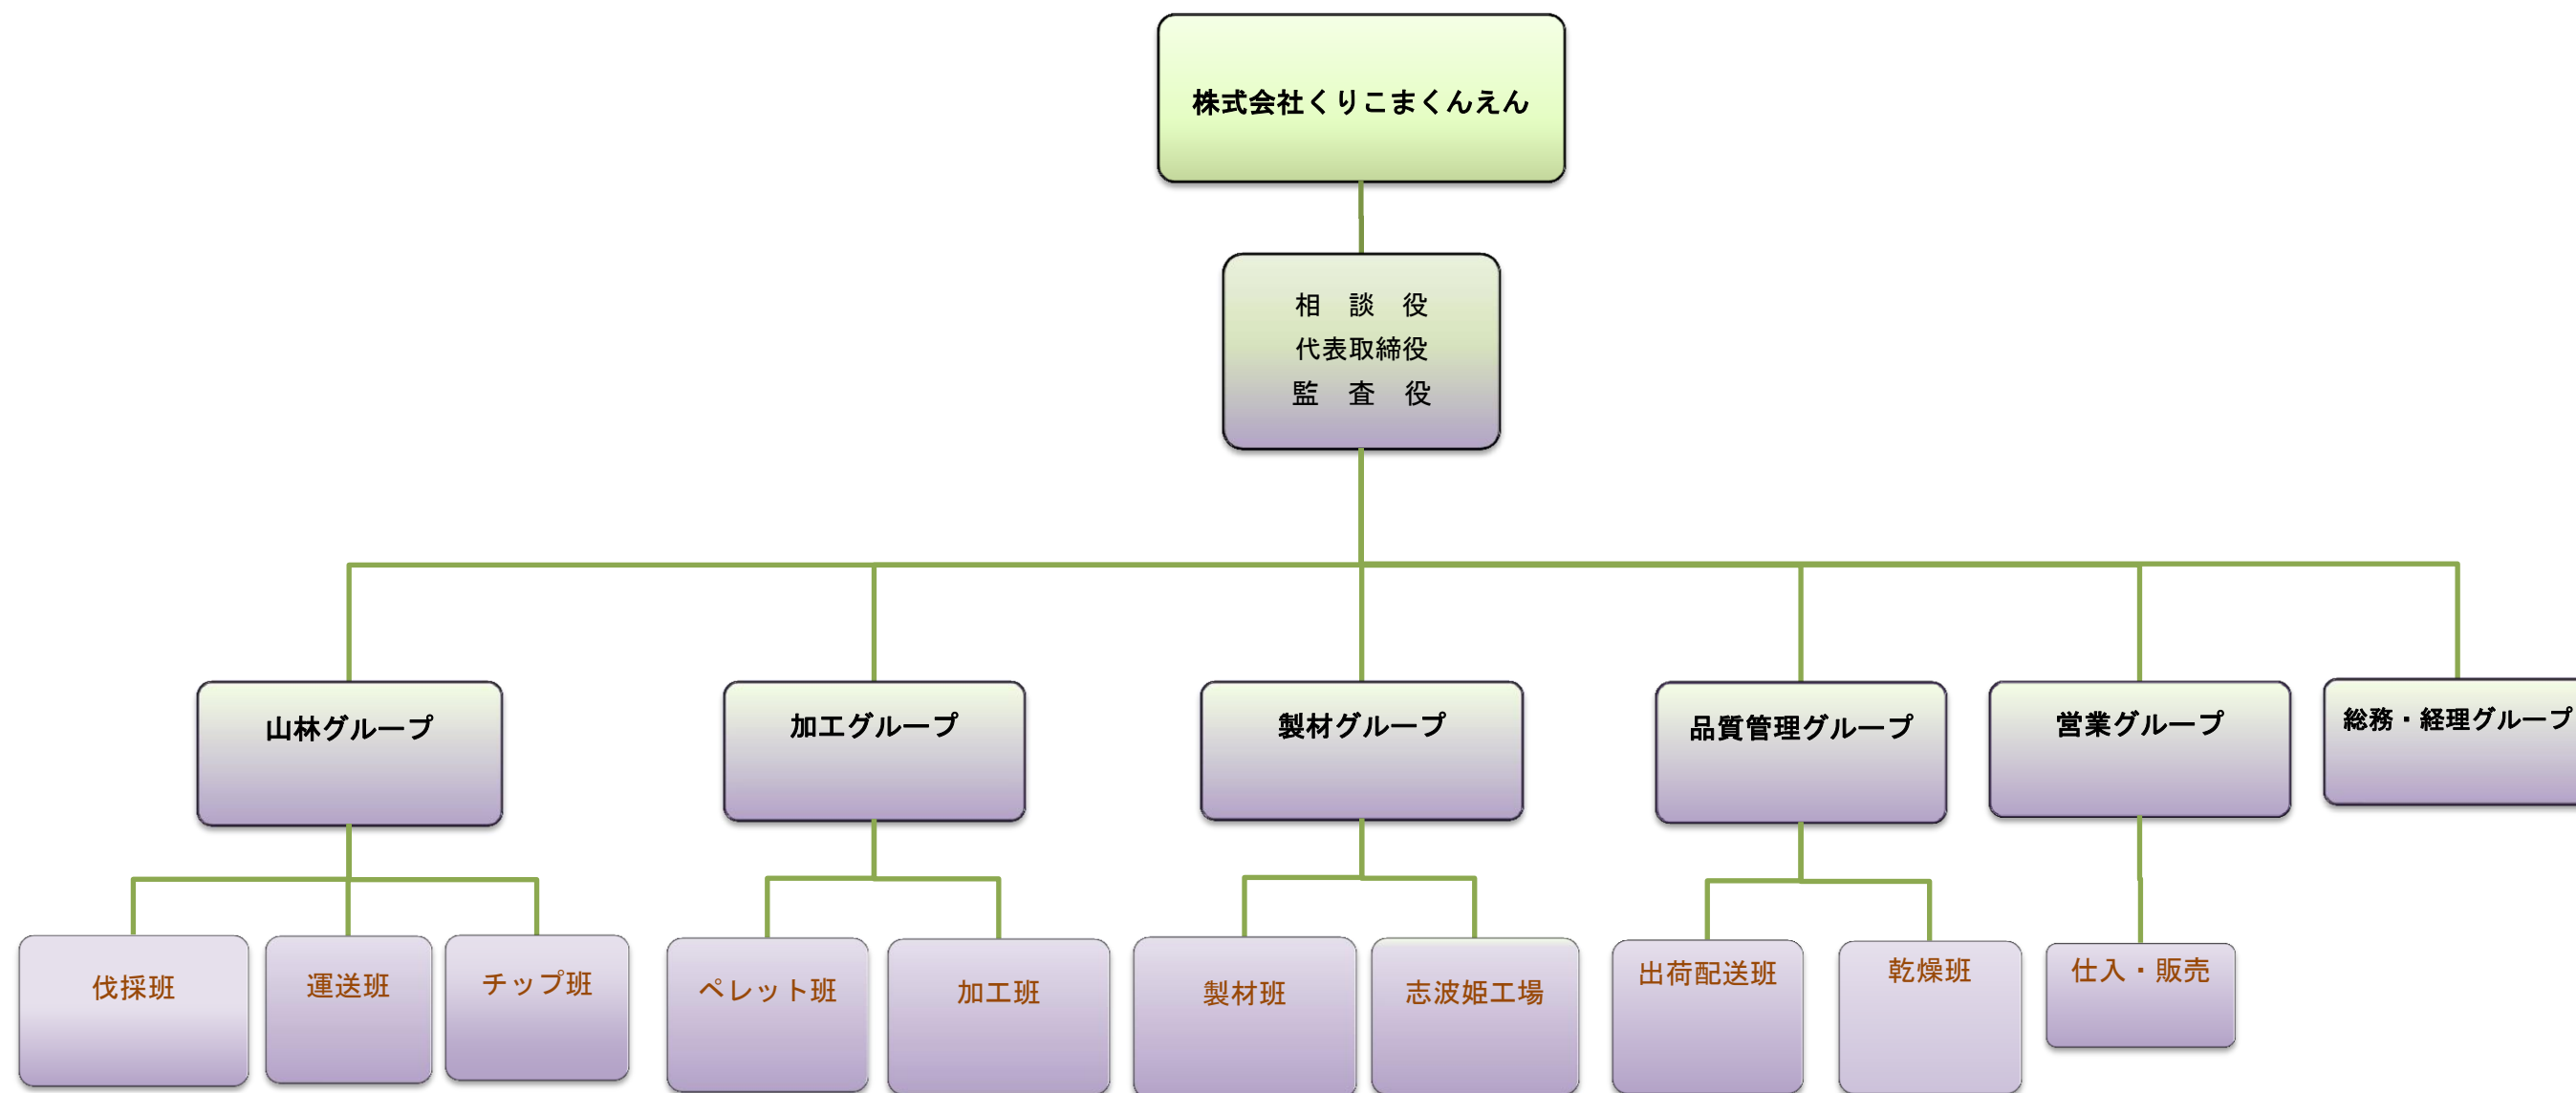 株式会社くりこまくんえん
相　談　役
代表取締役
監　査　役
山林グループ
加工グループ
製材グループ
品質管理グループ
営業グループ
総務・経理グループ
伐採班
運送班
チップ班
ペレット班
加工班
製材班
志波姫工場
出荷配送班
乾燥班
仕入・販売